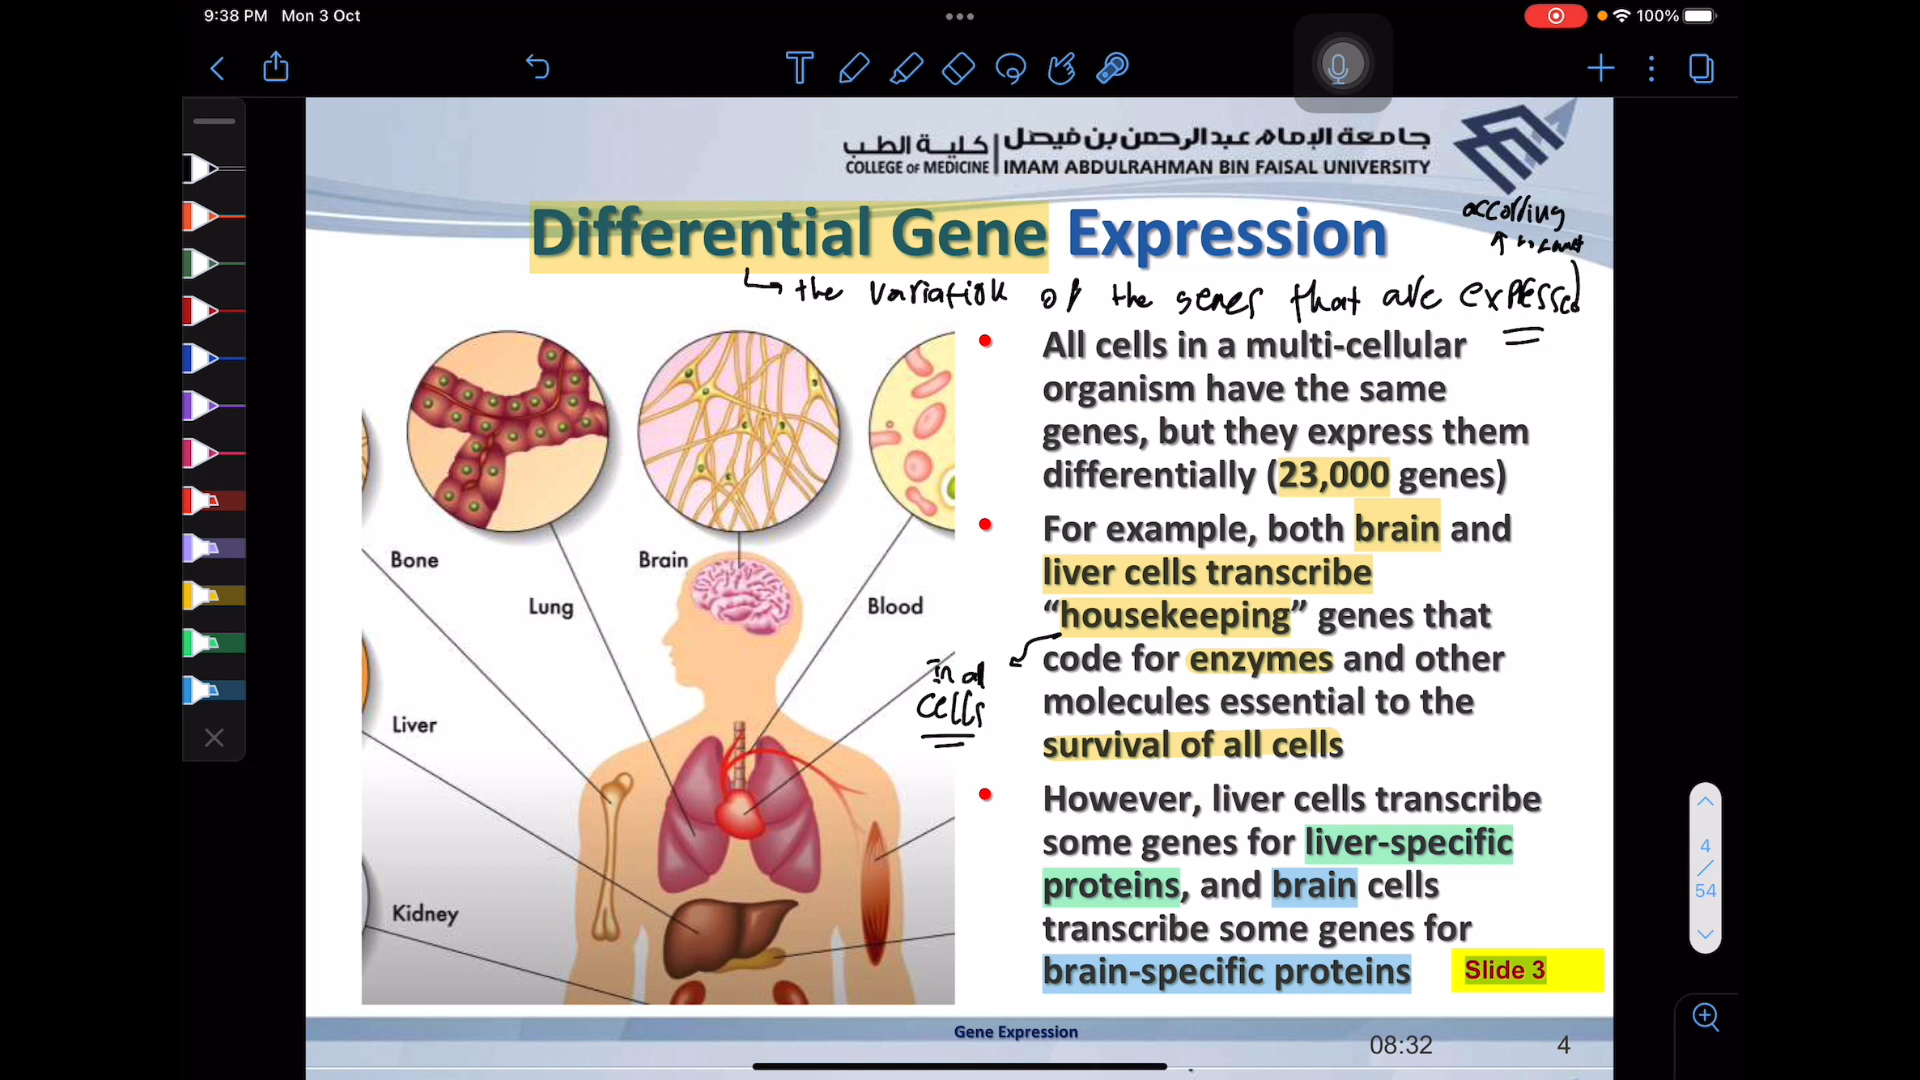 9:38 PM Mon 3 Oct
100%
جامعة الإمام عبدالرحمن بن فيصل | كلية الطب
COLLEGE OF MEDICINE | IMAM ABDULRAHMAN BIN FAISAL UNIVERSITY
Differential Gene Expression
according
to
the variation of the genes that are expressed
All cells in a multi-cellular
organism have the same
genes, but they express them
differentially (23,000 genes)
For example, both brain and
liver cells transcribe
“housekeeping” genes that
code for enzymes and other
molecules essential to the
survival of all cells
However, liver cells transcribe
some genes for liver-specific
proteins, and brain cells
transcribe some genes for
brain-specific proteins
in all
cells
Bone
Lung
Brain
Blood
Liver
Kidney
Slide 3
Gene Expression
08:32
4
4
54